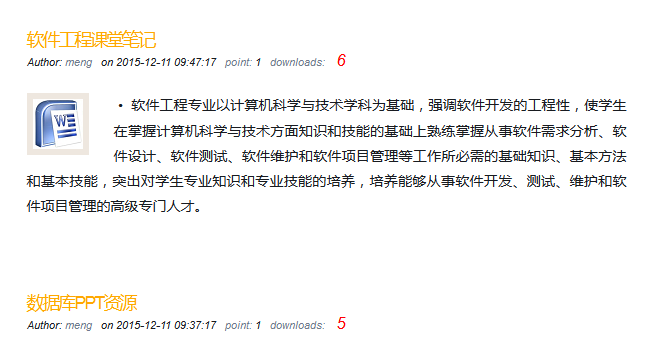 软件工程课堂笔记
Author: meng on 2015-12-11 09:47:17 point: 1 downloads: 6
W
• 软件工程专业以计算机科学与技术学科为基础，强调软件开发的工程性，使学生
在掌握计算机科学与技术方面知识和技能的基础上熟练掌握从事软件需求分析、软
件设计、软件测试、软件维护和软件项目管理等工作所必需的基础知识、基本方法
和基本技能，突出对学生专业知识和专业技能的培养，培养能够从事软件开发、测试、维护和软
件项目管理的高级专门人才。
数据库PPT资源
Author: meng on 2015-12-11 09:37:17 point: 1 downloads: 5